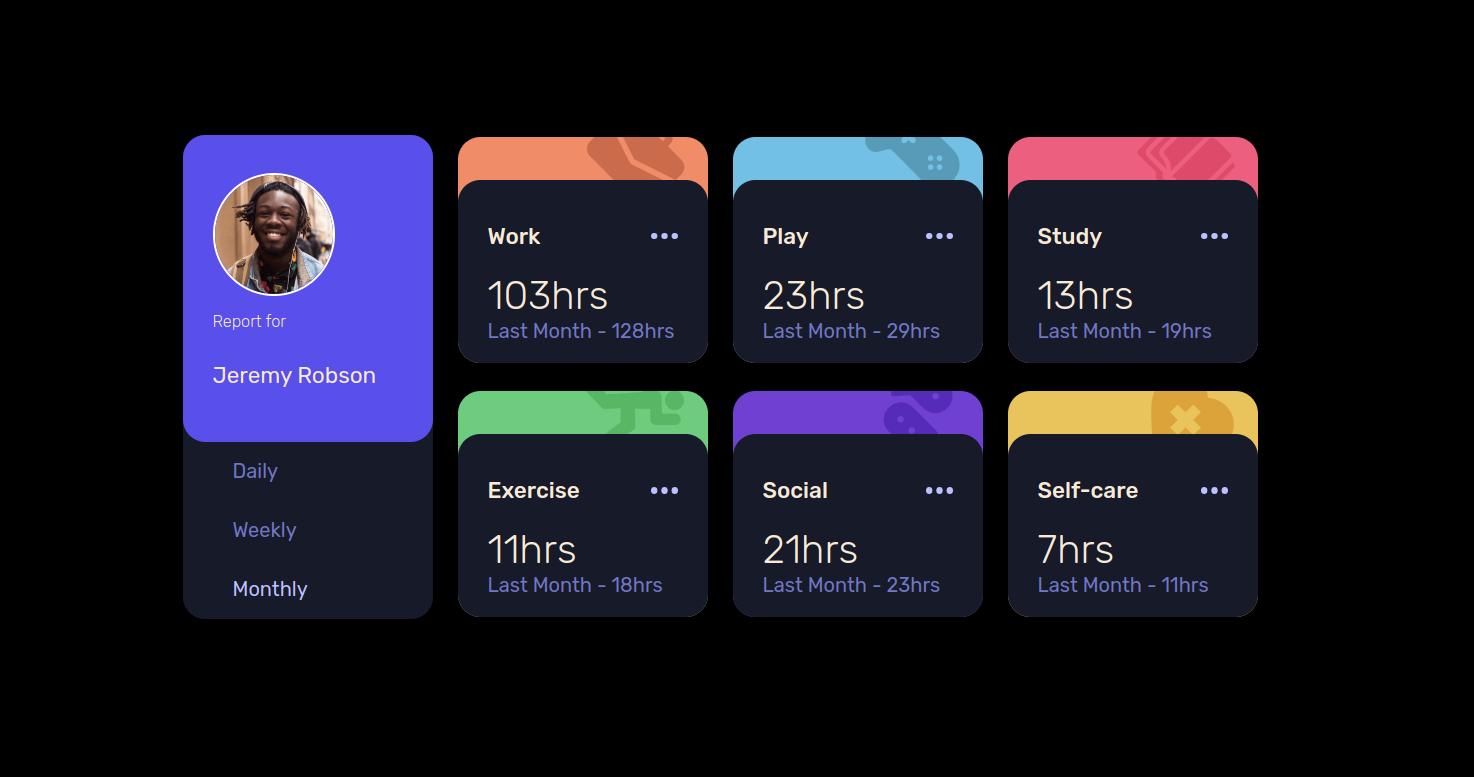 Report for
Jeremy Robson
Daily
Weekly
Monthly
Work
103hrs
Last Month - 128hrs
Play
23hrs
Last Month - 29hrs
Study
13hrs
Last Month - 19hrs
Exercise
11hrs
Last Month - 18hrs
Social
21hrs
Last Month - 23hrs
Self-care
7hrs
Last Month - 11hrs